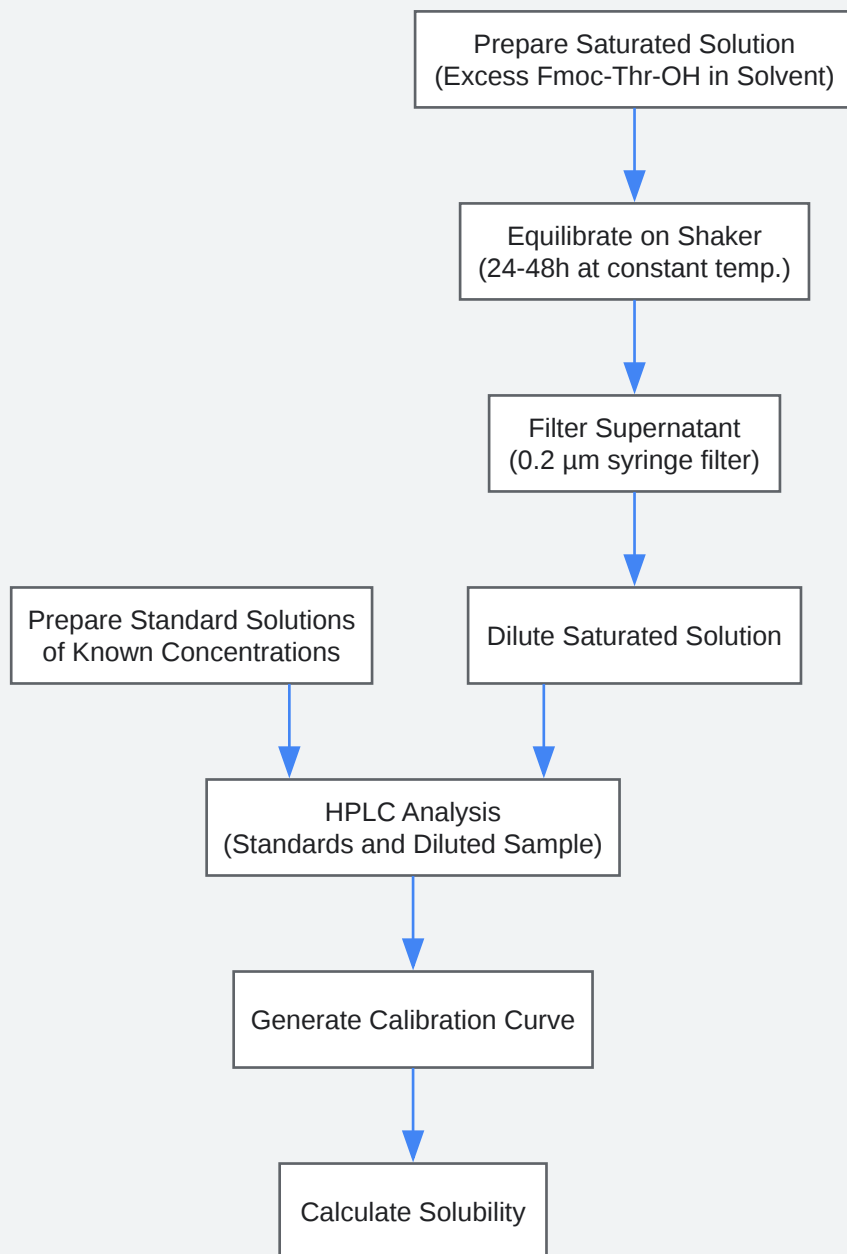 Prepare Saturated Solution
(Excess Fmoc-Thr-OH in Solvent)
Equilibrate on Shaker
(24-48h at constant temp.)
Filter Supernatant
(0.2 µm syringe filter)
Prepare Standard Solutions
of Known Concentrations
Dilute Saturated Solution
HPLC Analysis
(Standards and Diluted Sample)
Generate Calibration Curve
Calculate Solubility